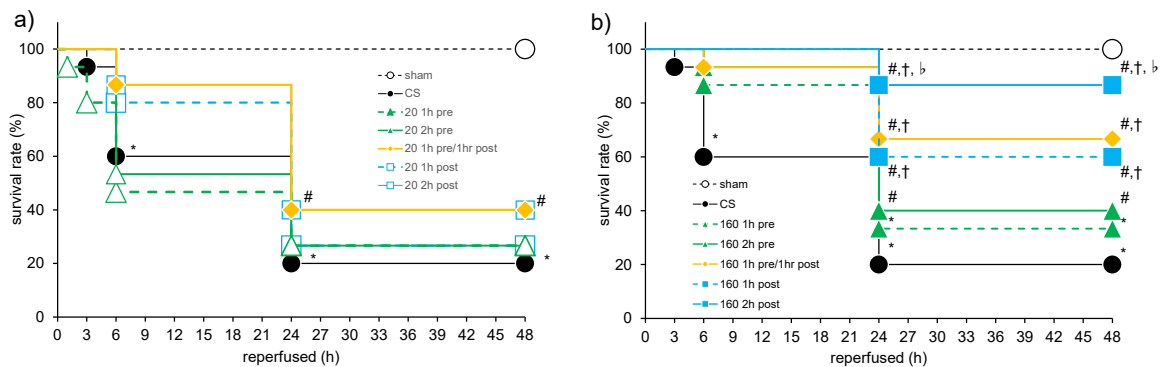 a)
survival rate (%)
100
80
60
40
20
0
*
#
#
*
*
sham
CS
20 1h pre
20 2h pre
20 1h pre/1hr post
20 1h post
20 2h post
0 3 6 9 12 15 18 21 24 27 30 33 36 39 42 45 48
reperfused (h)
b)
survival rate (%)
100
80
60
40
20
0
#,†, ♭
#,†, ♭
#,†
#,†
*
#,†
#,†
#
#
*
*
*
*
sham
CS
160 1h pre
160 2h pre
160 1h pre/1hr post
160 1h post
160 2h post
0 3 6 9 12 15 18 21 24 27 30 33 36 39 42 45 48
reperfused (h)